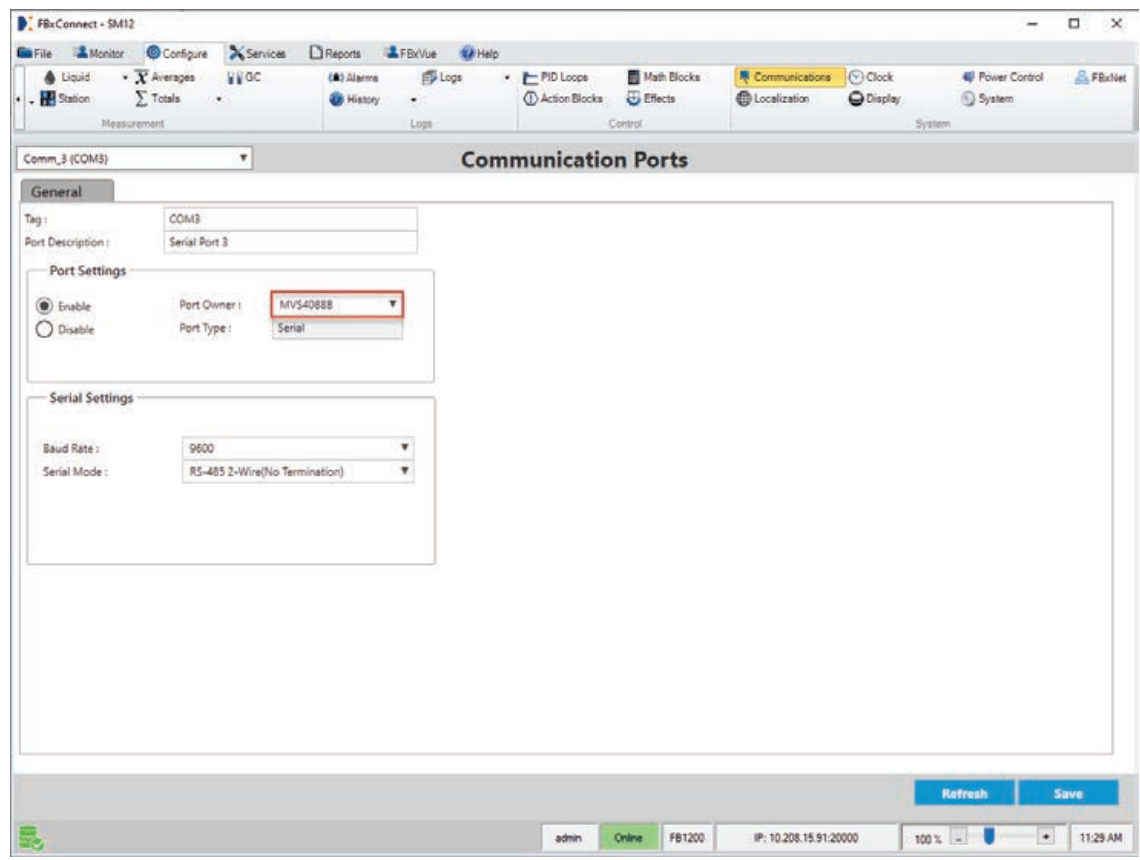 FBxConnect - SM12
File Monitor Configure Services Reports FBxVue Help
Liquid Averages GC Alarms Logs PID Loops Math Blocks Communications Clock Power Control FBxNet
Station Totals History Action Blocks Effects Localization Display System
Measurement Logs Control System
Comm_3 (COM3) Communication Ports
General
Tag : COM3
Port Description : Serial Port 3
Port Settings
Enable Port Owner : MVS4088B
Disable Port Type : Serial
Serial Settings
Baud Rate : 9600
Serial Mode : RS-485 2-Wire(No Termination)
Refresh Save
admin Online FB1200 IP: 10.208.15.91:20000 100 % - + 11:29 AM